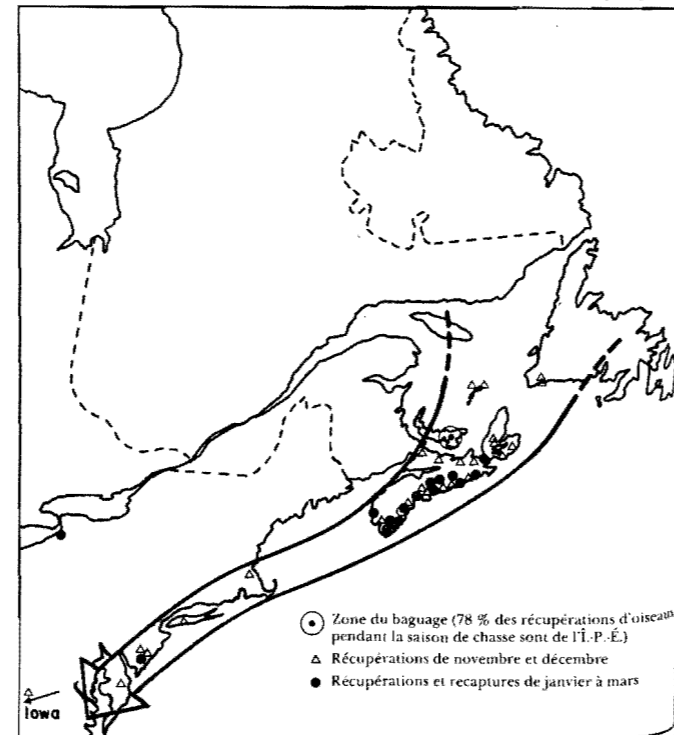 Zone du baguage (78 % des récupérations d'oiseau
pendant la saison de chasse sont de l'Î.-P.-É.)
Récupérations de novembre et décembre
Récupérations et recaptures de janvier à mars
Iowa